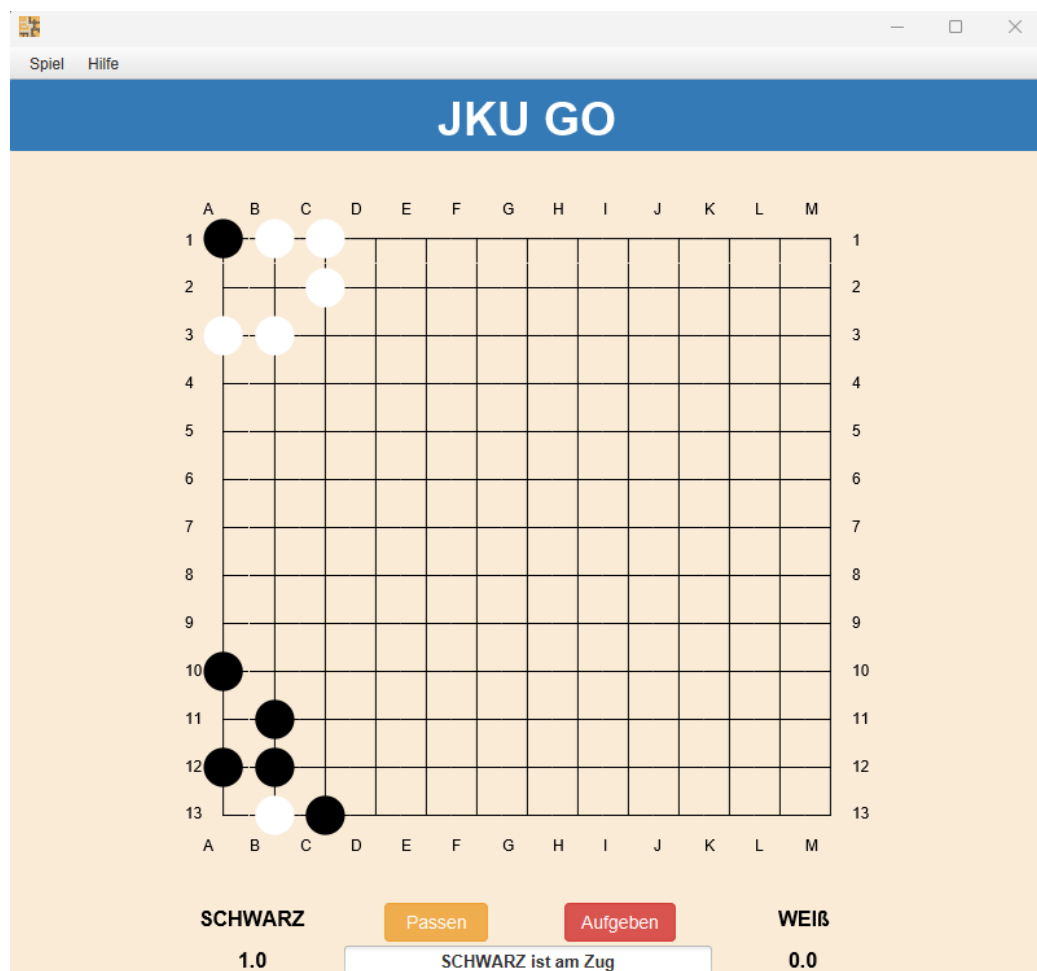 Spiel Hilfe
JKU GO
A B C D E F G H I J K L M
1 1
2 2
3 3
4 4
5 5
6 6
7 7
8 8
9 9
10 10
11 11
12 12
13 13
A B C D E F G H I J K L M
SCHWARZ Passen Aufgeben WEIß
1.0 SCHWARZ ist am Zug 0.0